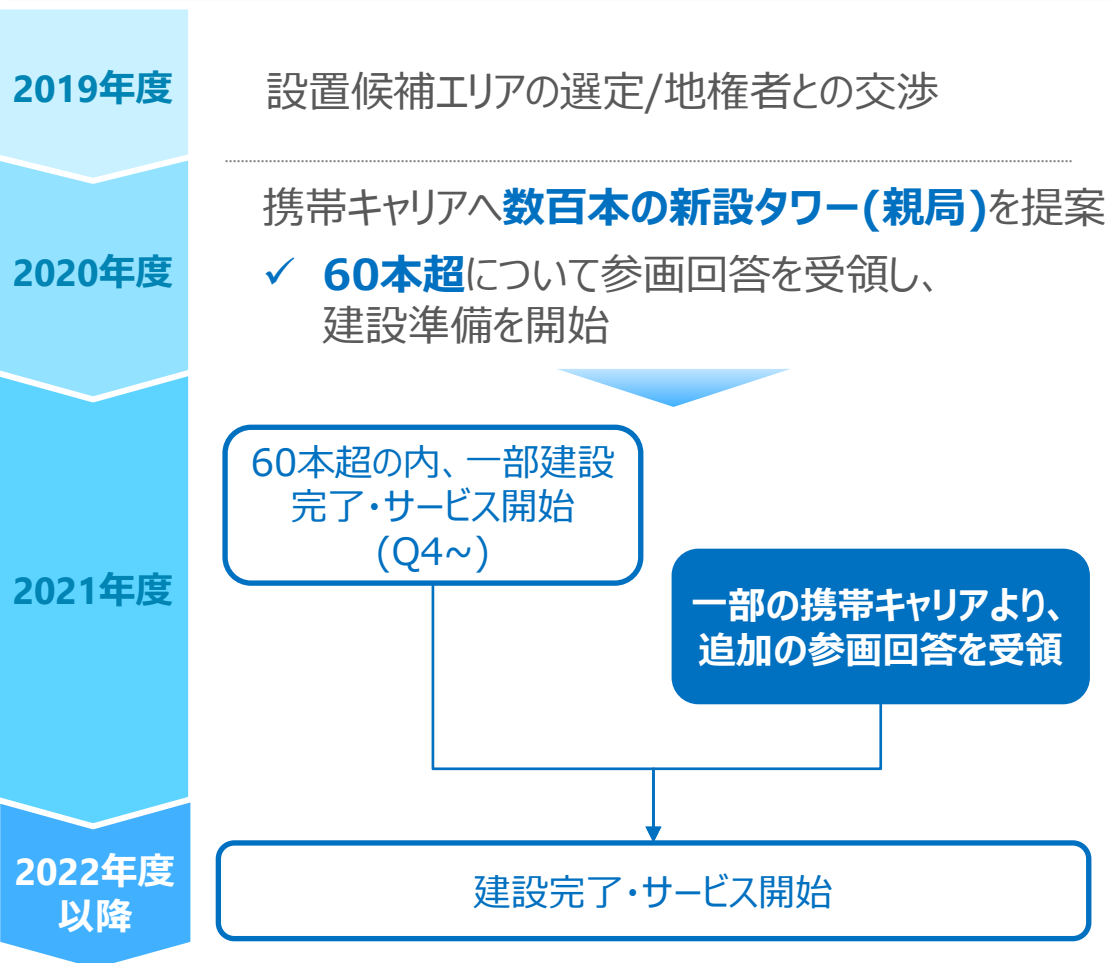 2019年度
設置候補エリアの選定/地権者との交渉
2020年度
携帯キャリアへ数百本の新設タワー(親局)を提案
✓ 60本超について参画回答を受領し、
建設準備を開始
2021年度
60本超の内、一部建設
完了・サービス開始
(Q4~)
一部の携帯キャリアより、
追加の参画回答を受領
2022年度
以降
建設完了・サービス開始